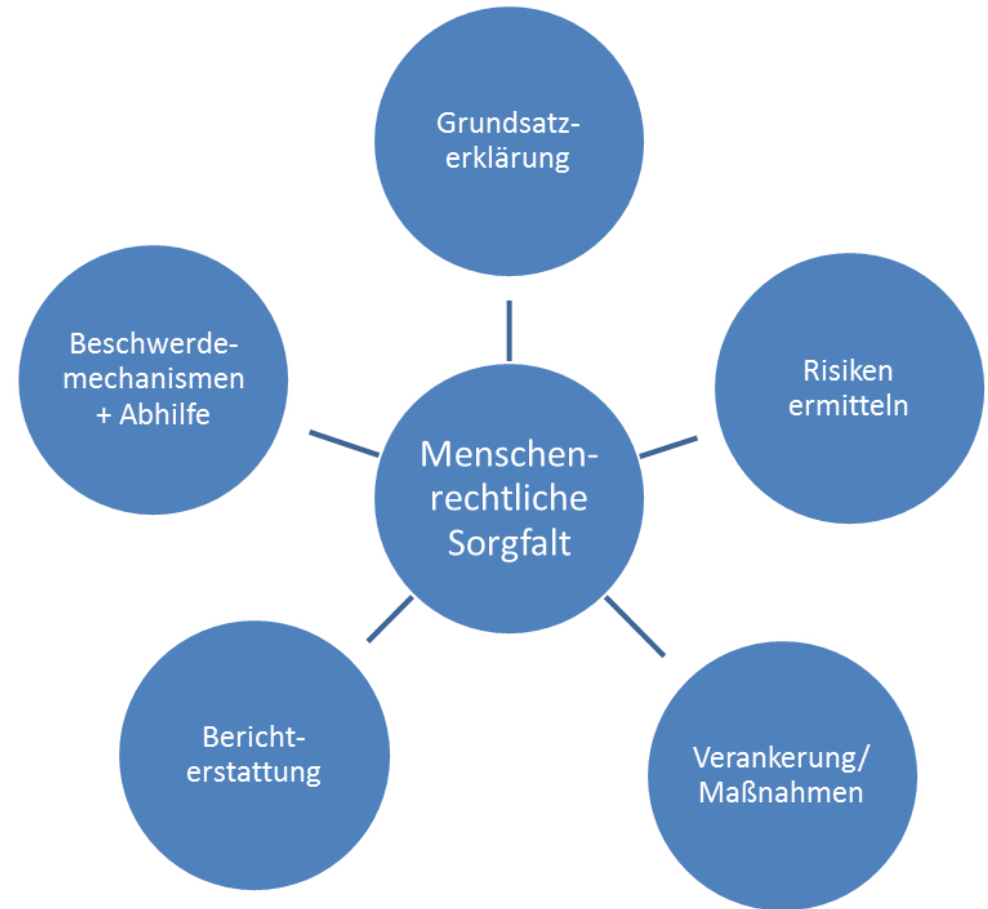 Grundsatz-
erklärung
Risiken
ermitteln
Verankerung/
Maßnahmen
Bericht-
erstattung
Beschwerde-
mechanismen
+ Abhilfe
Menschen-
rechtliche
Sorgfalt